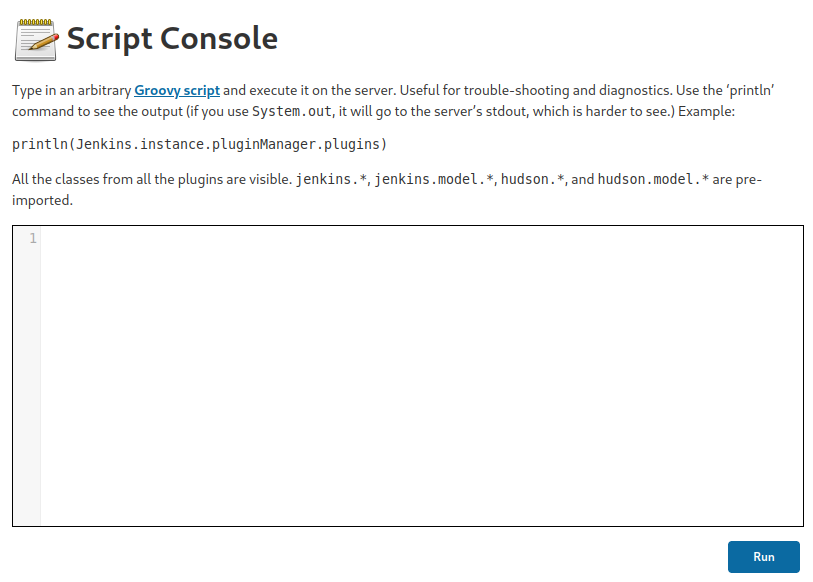 Script Console
Type in an arbitrary Groovy script and execute it on the server. Useful for trouble-shooting and diagnostics. Use the ‘println’
command to see the output (if you use System.out, it will go to the server’s stdout, which is harder to see.) Example:
println(Jenkins.instance.pluginManager.plugins)
All the classes from all the plugins are visible. jenkins.*, jenkins.model.*, hudson.*, and hudson.model.* are pre-
imported.
1
Run